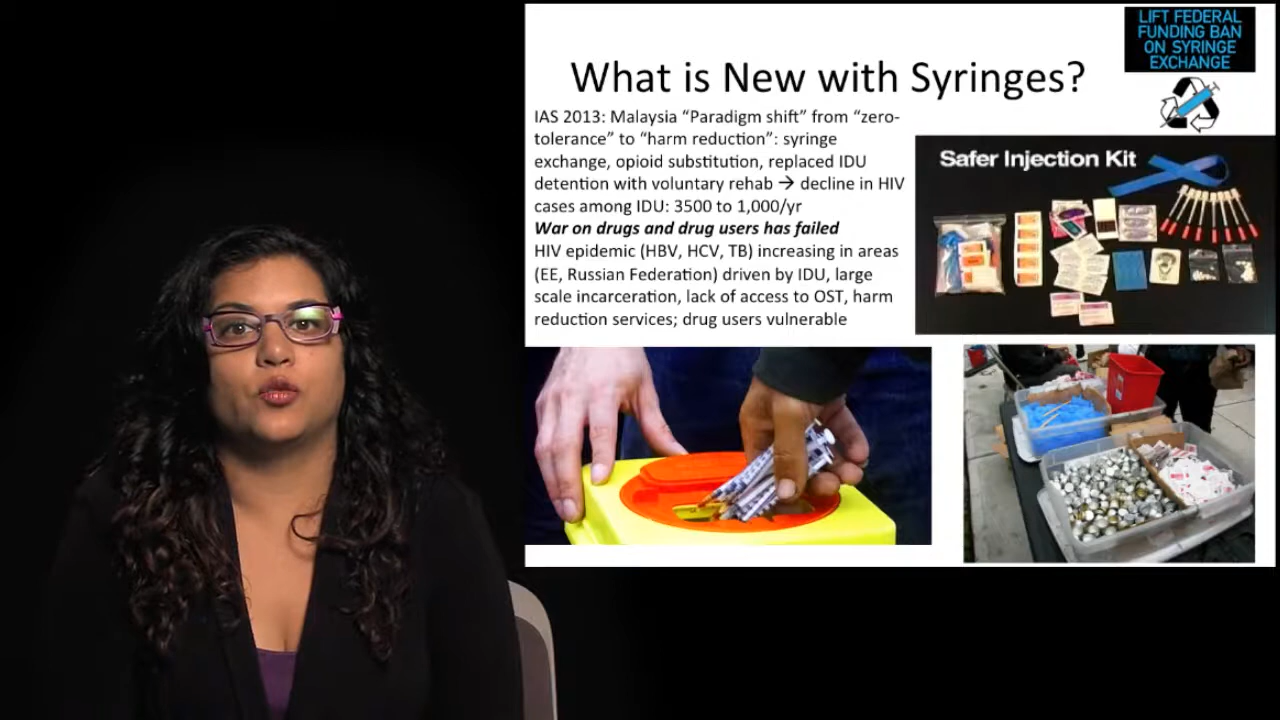 LIFT FEDERAL
FUNDING BAN
ON SYRINGE
EXCHANGE
What is New with Syringes?
IAS 2013: Malaysia “Paradigm shift” from “zero-
tolerance” to “harm reduction”: syringe
exchange, opioid substitution, replaced IDU
detention with voluntary rehab → decline in HIV
cases among IDU: 3500 to 1,000/yr
War on drugs and drug users has failed
HIV epidemic (HBV, HCV, TB) increasing in areas
(EE, Russian Federation) driven by IDU, large
scale incarceration, lack of access to OST, harm
reduction services; drug users vulnerable
Safer Injection Kit